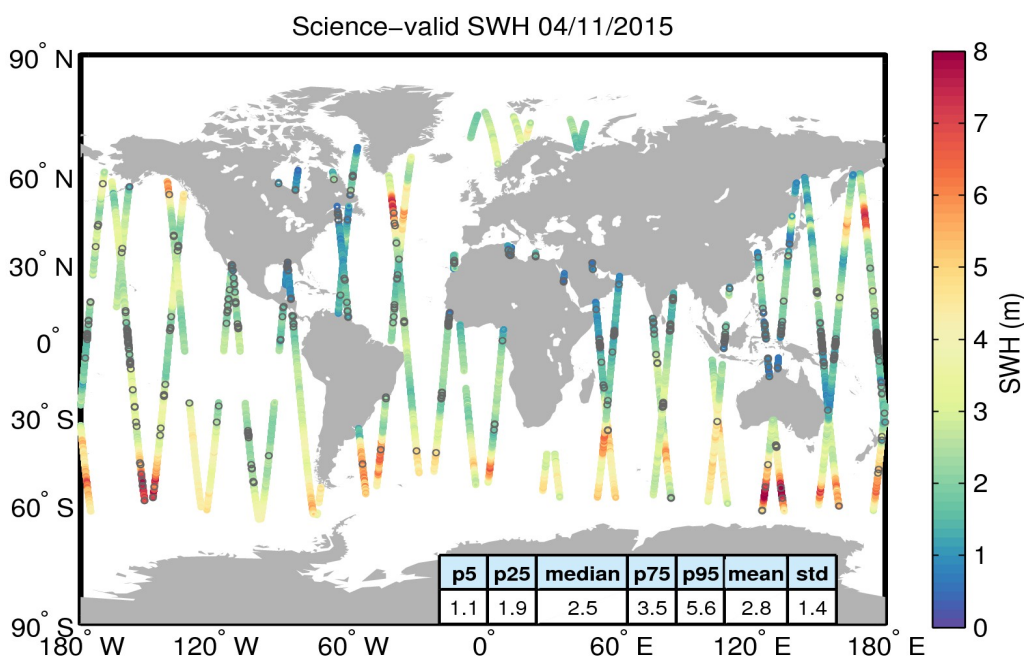 Science−valid SWH 04/11/2015
90° N
60° N
30° N
0°
30° S
60° S
90° S
180° W
120° W
60° W
0°
60° E
120° E
180° E
p5 p25 median p75 p95 mean std
1.1 1.9 2.5 3.5 5.6 2.8 1.4
8
7
6
5
4
3
2
1
0
SWH (m)